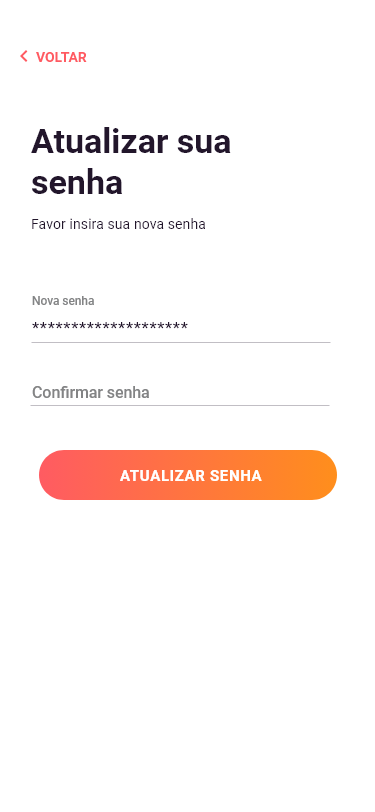 VOLTAR
Atualizar sua
senha
Favor insira sua nova senha
Nova senha
********************
Confirmar senha
ATUALIZAR SENHA